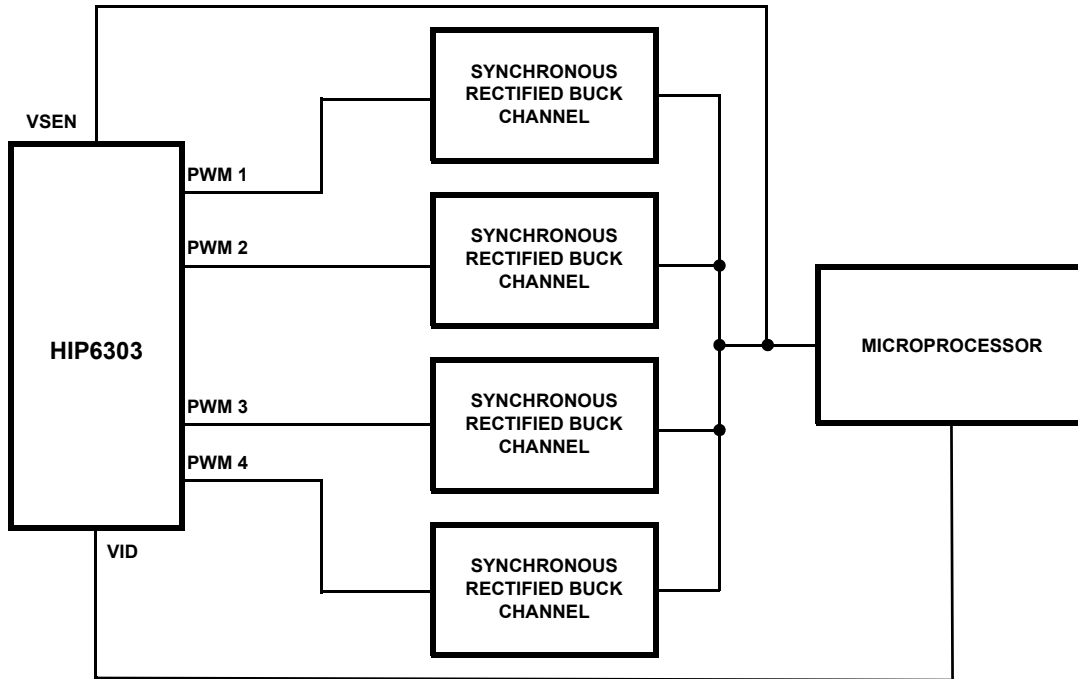 SYNCHRONOUS
RECTIFIED BUCK
CHANNEL
VSEN
PWM 1
SYNCHRONOUS
RECTIFIED BUCK
CHANNEL
PWM 2
HIP6303
MICROPROCESSOR
SYNCHRONOUS
RECTIFIED BUCK
CHANNEL
PWM 3
PWM 4
SYNCHRONOUS
RECTIFIED BUCK
CHANNEL
VID